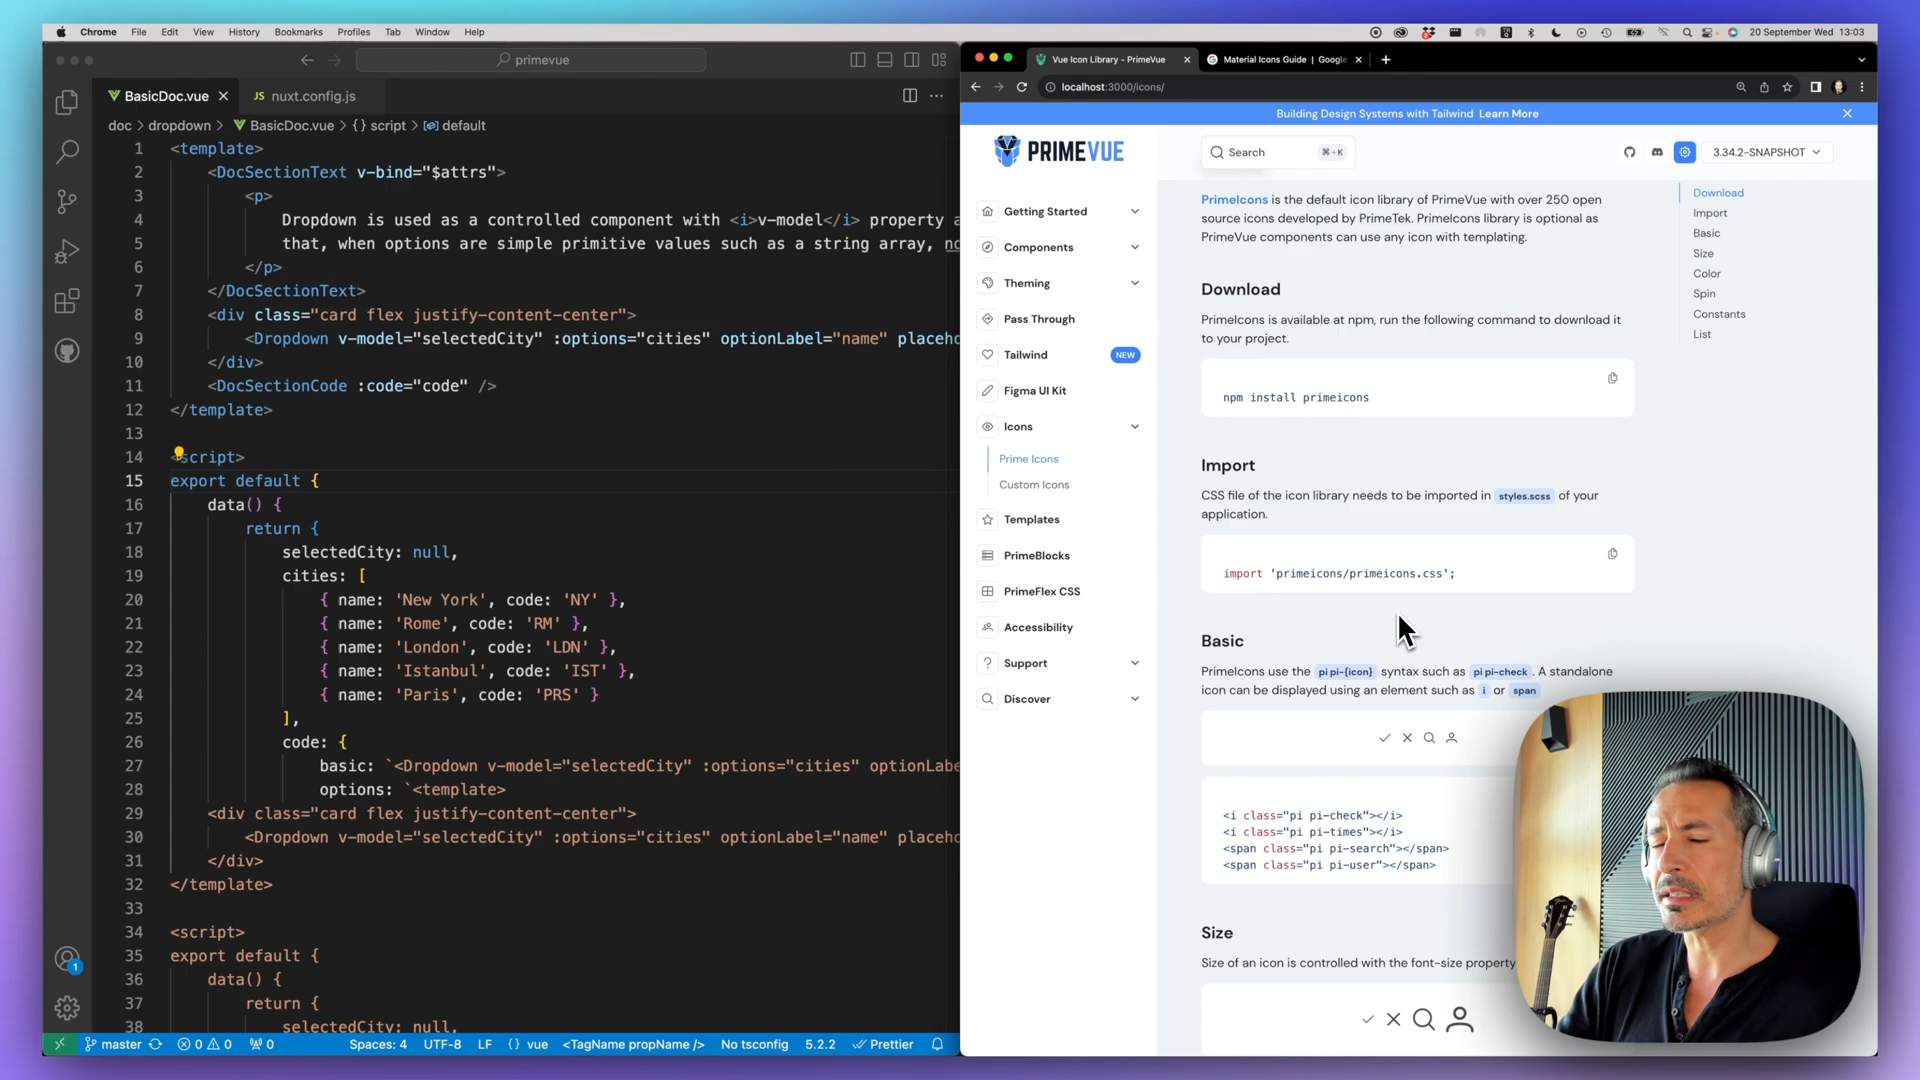 Chrome File Edit View History Bookmarks Profiles Tab Window Help
20 September Wed 13:03
primevue
BasicDoc.vue
JS nuxt.config.js
doc > dropdown > BasicDoc.vue > {} script > default
1 <template>
2 <DocSectionText v-bind="$attrs">
3 <p>
4 Dropdown is used as a controlled component with <i>v-model</i> property a
5 that, when options are simple primitive values such as a string array, no
6 </p>
7 </DocSectionText>
8 <div class="card flex justify-content-center">
9 <Dropdown v-model="selectedCity" :options="cities" optionLabel="name" placeho
10 </div>
11 <DocSectionCode :code="code" />
12 </template>
13
14 <script>
15 export default {
16 data() {
17 return {
18 selectedCity: null,
19 cities: [
20 { name: 'New York', code: 'NY' },
21 { name: 'Rome', code: 'RM' },
22 { name: 'London', code: 'LDN' },
23 { name: 'Istanbul', code: 'IST' },
24 { name: 'Paris', code: 'PRS' }
25 ],
26 code: {
27 basic: `<Dropdown v-model="selectedCity" :options="cities" optionLabe
28 options: `<template>
29 <div class="card flex justify-content-center">
30 <Dropdown v-model="selectedCity" :options="cities" optionLabel="name" placeho
31 </div>
32 </template>
33
34 <script>
35 export default {
36 data() {
37 return {
38 selectedCity: null,
1
master 0 0 0 Spaces: 4 UTF-8 LF {} vue <TagName propName /> No tsconfig 5.2.2 Prettier
Vue Icon Library - PrimeVue
Material Icons Guide | Google
localhost:3000/icons/
Building Design Systems with Tailwind Learn More
PRIMEVUE
Search ⌘+K
3.34.2-SNAPSHOT
Getting Started
Components
Theming
Pass Through
Tailwind NEW
Figma UI Kit
Icons
Prime Icons
Custom Icons
Templates
PrimeBlocks
PrimeFlex CSS
Accessibility
Support
Discover
PrimeIcons is the default icon library of PrimeVue with over 250 open
source icons developed by PrimeTek. PrimeIcons library is optional as
PrimeVue components can use any icon with templating.
Download
PrimeIcons is available at npm, run the following command to download it
to your project.
npm install primeicons
Import
CSS file of the icon library needs to be imported in styles.scss of your
application.
import 'primeicons/primeicons.css';
Basic
PrimeIcons use the pi pi-{icon} syntax such as pi pi-check. A standalone
icon can be displayed using an element such as i or span
<i class="pi pi-check"></i>
<i class="pi pi-times"></i>
<span class="pi pi-search"></span>
<span class="pi pi-user"></span>
Size
Size of an icon is controlled with the font-size property
Download
Import
Basic
Size
Color
Spin
Constants
List